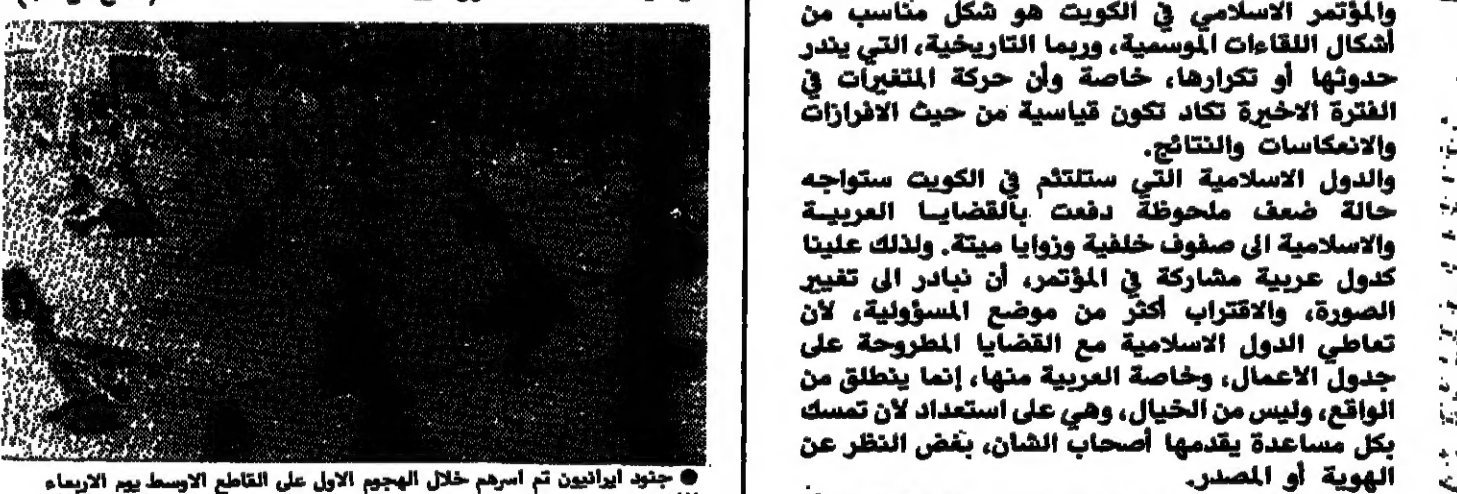 والمؤتمر الاسلامي في الكويت هو شكل مناسب من
أشكال اللقاءات الموسمية، وربما التاريخية، التي يندر
حدوثها أو تكرارها، خاصة وأن حركة المتغيرات في
الفترة الاخيرة تكاد تكون قياسية من حيث الافرازات
والانعكاسات والنتائج.
والدول الاسلامية التي ستلتئم في الكويت ستواجه
حالة ضعف ملحوظة دفعت بالقضايا العربية
والاسلامية الى صفوف خلفية وزوايا ميتة. ولذلك علينا
كدول عربية مشاركة في المؤتمر، أن نبادر الى تغيير
الصورة، والاقتراب أكثر من موضع المسؤولية، لأن
تعاطي الدول الاسلامية مع القضايا المطروحة على
جدول الأعمال، وخاصة العربية منها، إنما ينطلق من
الواقع، وليس من الخيال، وهي على استعداد لأن تمسك
بكل مساعدة يقدمها أصحاب الشان، بغض النظر عن
الهوية أو المصدر.
● جنود ايرانيون تم اسرهم خلال الهجوم الاول على القاطع الاوسط يوم الاربعاء